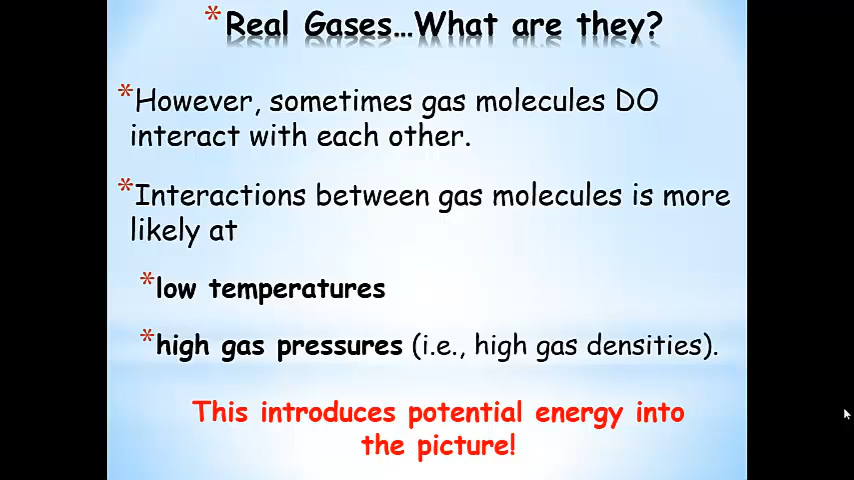 *Real Gases...What are they?
*However, sometimes gas molecules DO
interact with each other.
*Interactions between gas molecules is more
likely at
*low temperatures
*high gas pressures (i.e., high gas densities).
This introduces potential energy into
the picture!